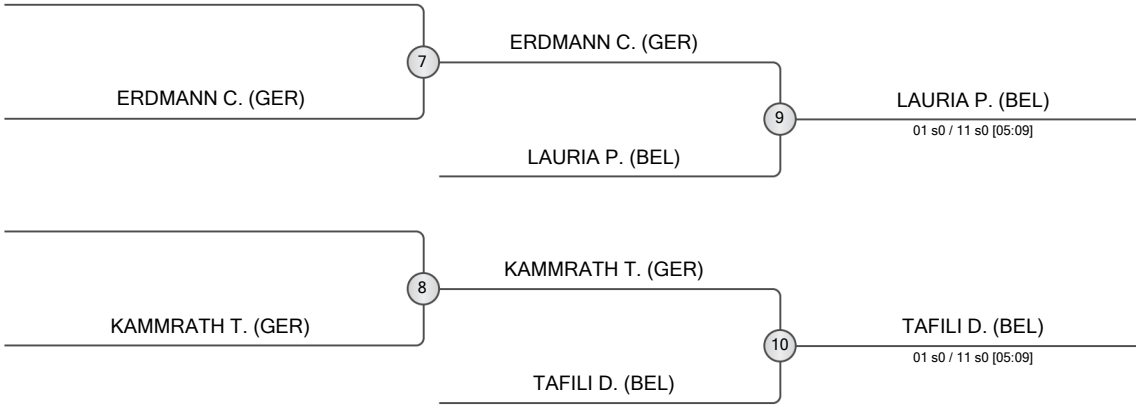 ERDMANN C. (GER)
7
ERDMANN C. (GER)
LAURIA P. (BEL)
9
LAURIA P. (BEL)
01 s0 / 11 s0 [05:09]
KAMMRATH T. (GER)
8
KAMMRATH T. (GER)
TAFILI D. (BEL)
10
TAFILI D. (BEL)
01 s0 / 11 s0 [05:09]